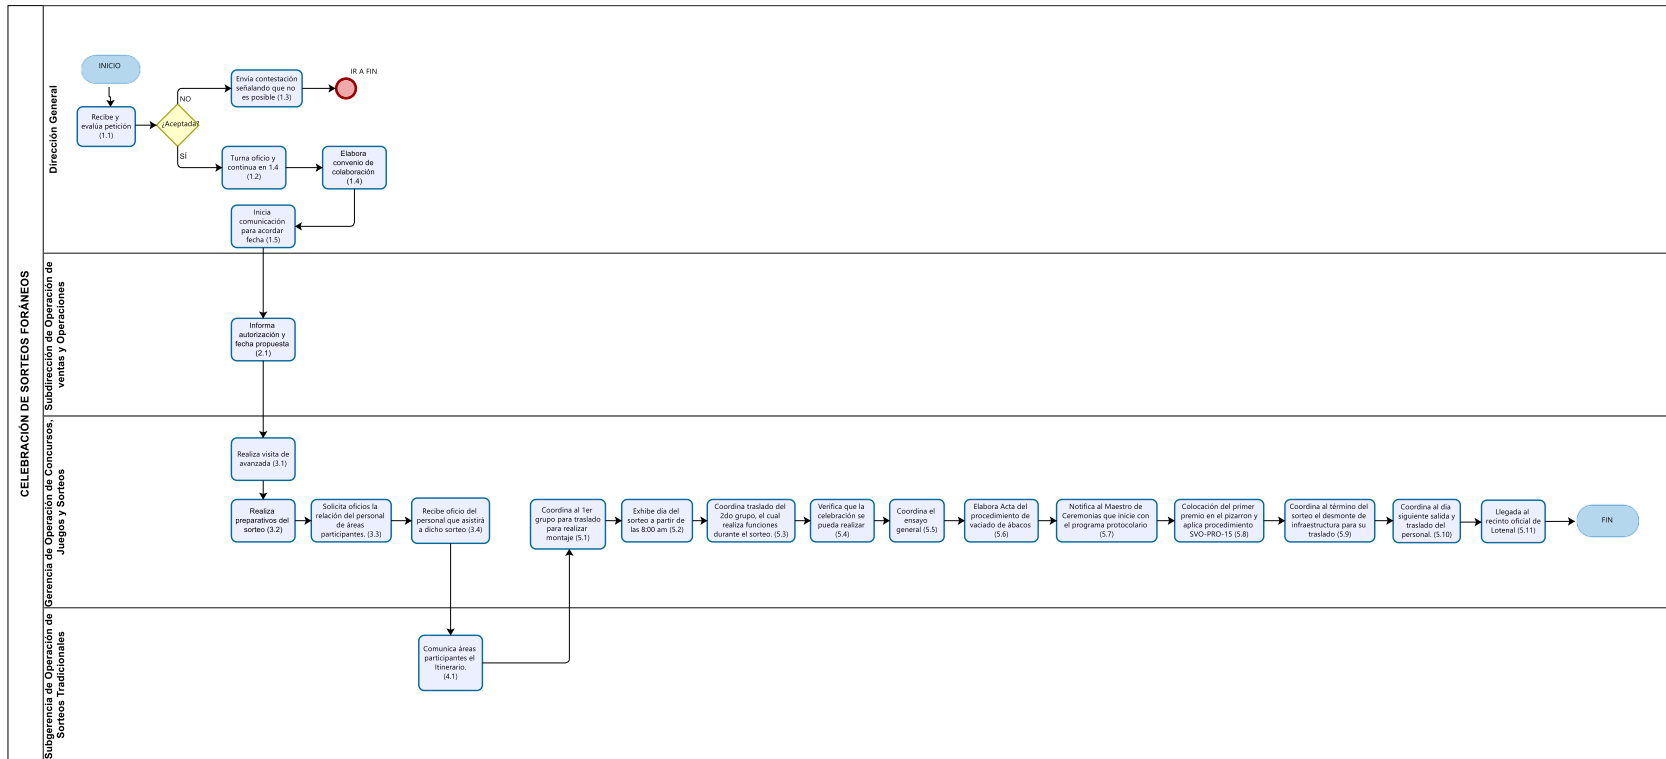 CELEBRACIÓN DE SORTEOS FORÁNEOS
Dirección General
INICIO
Recibe y
evalúa petición
(1.1)
¿Aceptada?
NO
Envía contestación
señalando que no
es posible (1.3)
IR A FIN
SÍ
Turna oficio y
continua en 1.4
(1.2)
Elabora
convenio de
colaboración
(1.4)
Inicia
comunicación
para acordar
fecha (1.5)
Subdirección de Operación de
ventas y Operaciones
Informa
autorización y
fecha propuesta
(2.1)
Gerencia de Operación de Concursos,
Juegos y Sorteos
Realiza visita de
avanzada (3.1)
Realiza
preparativos del
sorteo (3.2)
Solicita oficios la
relación del personal
de áreas
participantes. (3.3)
Recibe oficio del
personal que asistirá
a dicho sorteo (3.4)
Coordina al 1er
grupo para traslado
para realizar
montaje (5.1)
Exhibe día del
sorteo a partir de
las 8:00 am (5.2)
Coordina traslado del
2do grupo, el cual
realiza funciones
durante el sorteo. (5.3)
Verifica que la
celebración se
pueda realizar
(5.4)
Coordina el
ensayo
general (5.5)
Elabora Acta del
procedimiento de
vaciado de ábacos
(5.6)
Notifica al Maestro de
Ceremonias que inicie con
el programa protocolario
(5.7)
Colocación del primer
premio en el pizarron y
aplica procedimiento
SVO-PRO-15 (5.8)
Coordina al término del
sorteo el desmonte de
infraestructura para su
traslado (5.9)
Coordina al día
siguiente salida y
traslado del
personal. (5.10)
Llegada al
recinto oficial de
Lotenal (5.11)
FIN
Subgerencia de Operación de
Sorteos Tradicionales
Comunica áreas
participantes el
Itinerario.
(4.1)